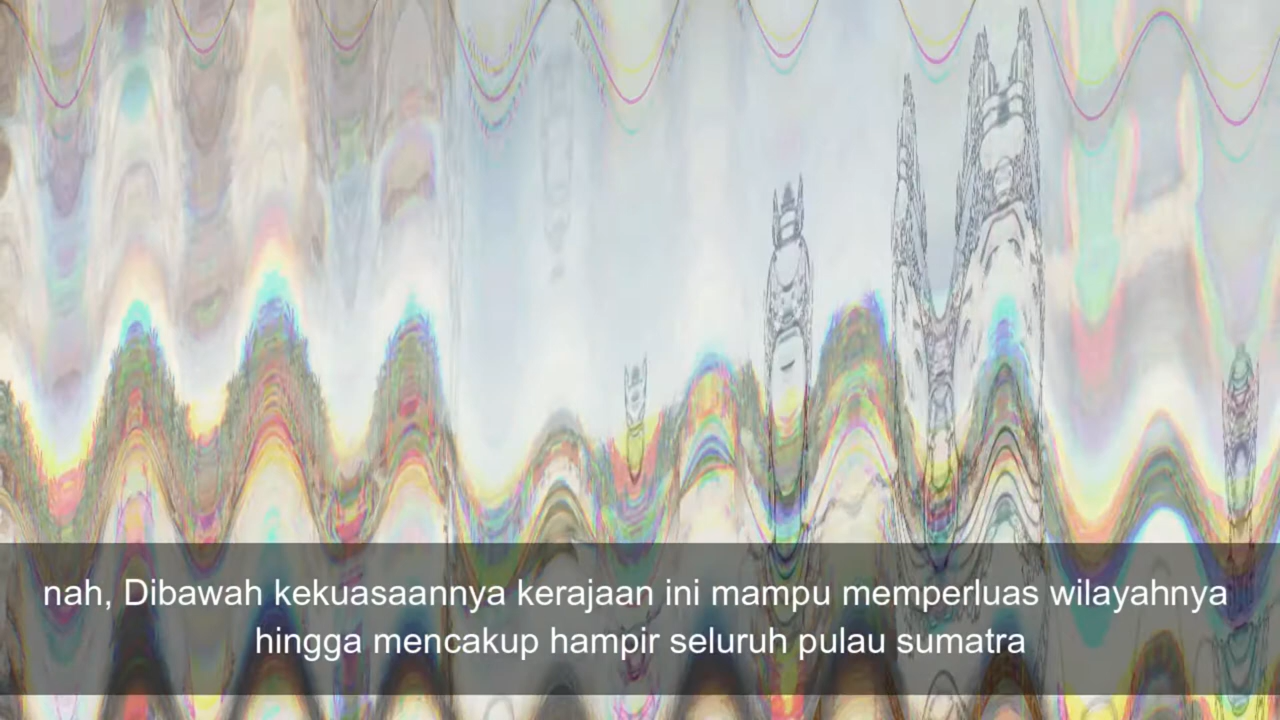 nah, Dibawah kekuasaannya kerajaan ini mampu memperluas wilayahnya
hingga mencakup hampir seluruh pulau sumatra